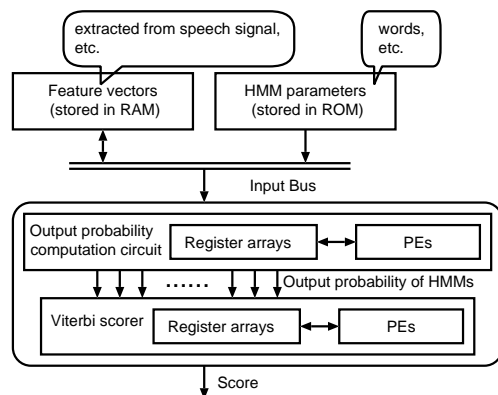 extracted from speech signal,
etc.
words,
etc.
Feature vectors
(stored in RAM)
HMM parameters
(stored in ROM)
Input Bus
Output probability
computation circuit
Register arrays
PEs
......
Output probability of HMMs
Viterbi scorer
Register arrays
PEs
Score